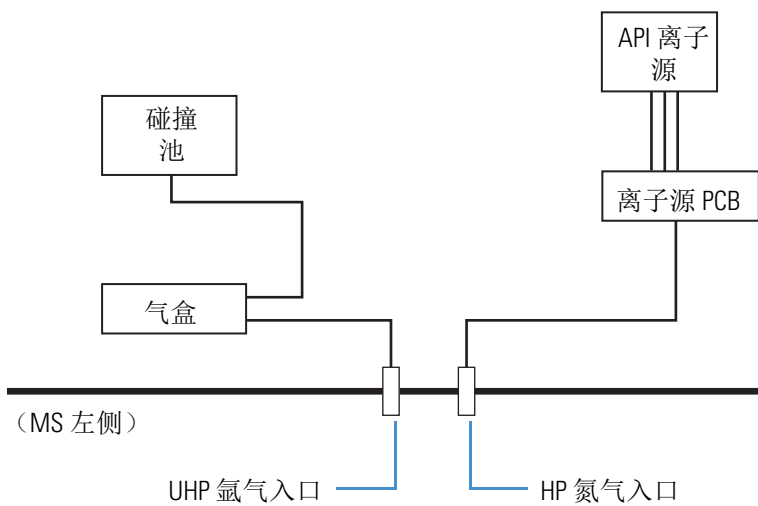 API 离子
源
碰撞
池
离子源 PCB
气盒
（MS 左侧）
UHP 氩气入口
HP 氮气入口